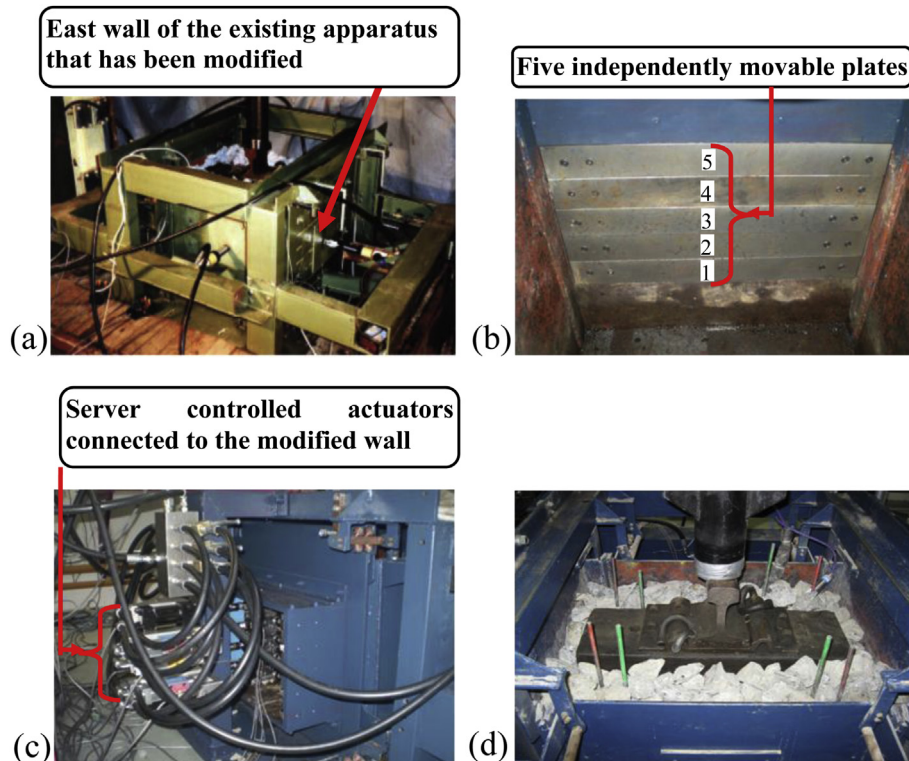 East wall of the existing apparatus
that has been modified
Five independently movable plates
5
4
3
2
1
(a)
(b)
Server controlled actuators
connected to the modified wall
(c)
(d)